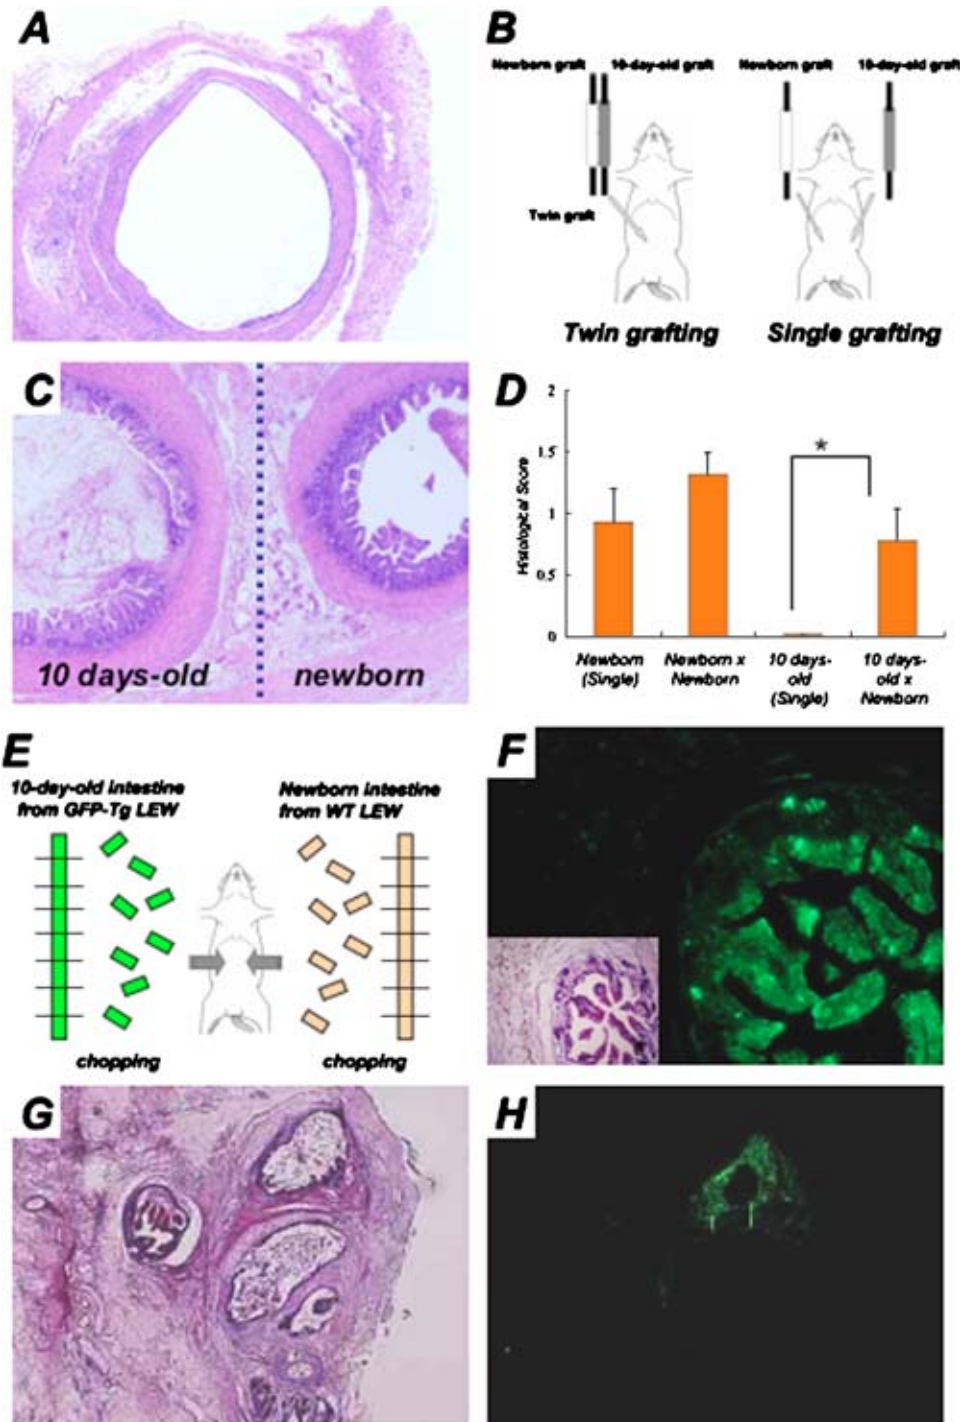 A
B
Newborn graft
10-day-old graft
Newborn graft
10-day-old graft
Twin graft
Twin grafting
Single grafting
C
10 days-old
newborn
D
2
1.5
1
0.5
0
Histological Score
*
Newborn
(Single)
Newborn x
Newborn
10 days-
old
(Single)
10 days-
old x
Newborn
E
10-day-old intestine
from GFP-Tg LEW
Newborn intestine
from WT LEW
chopping
chopping
F
G
H